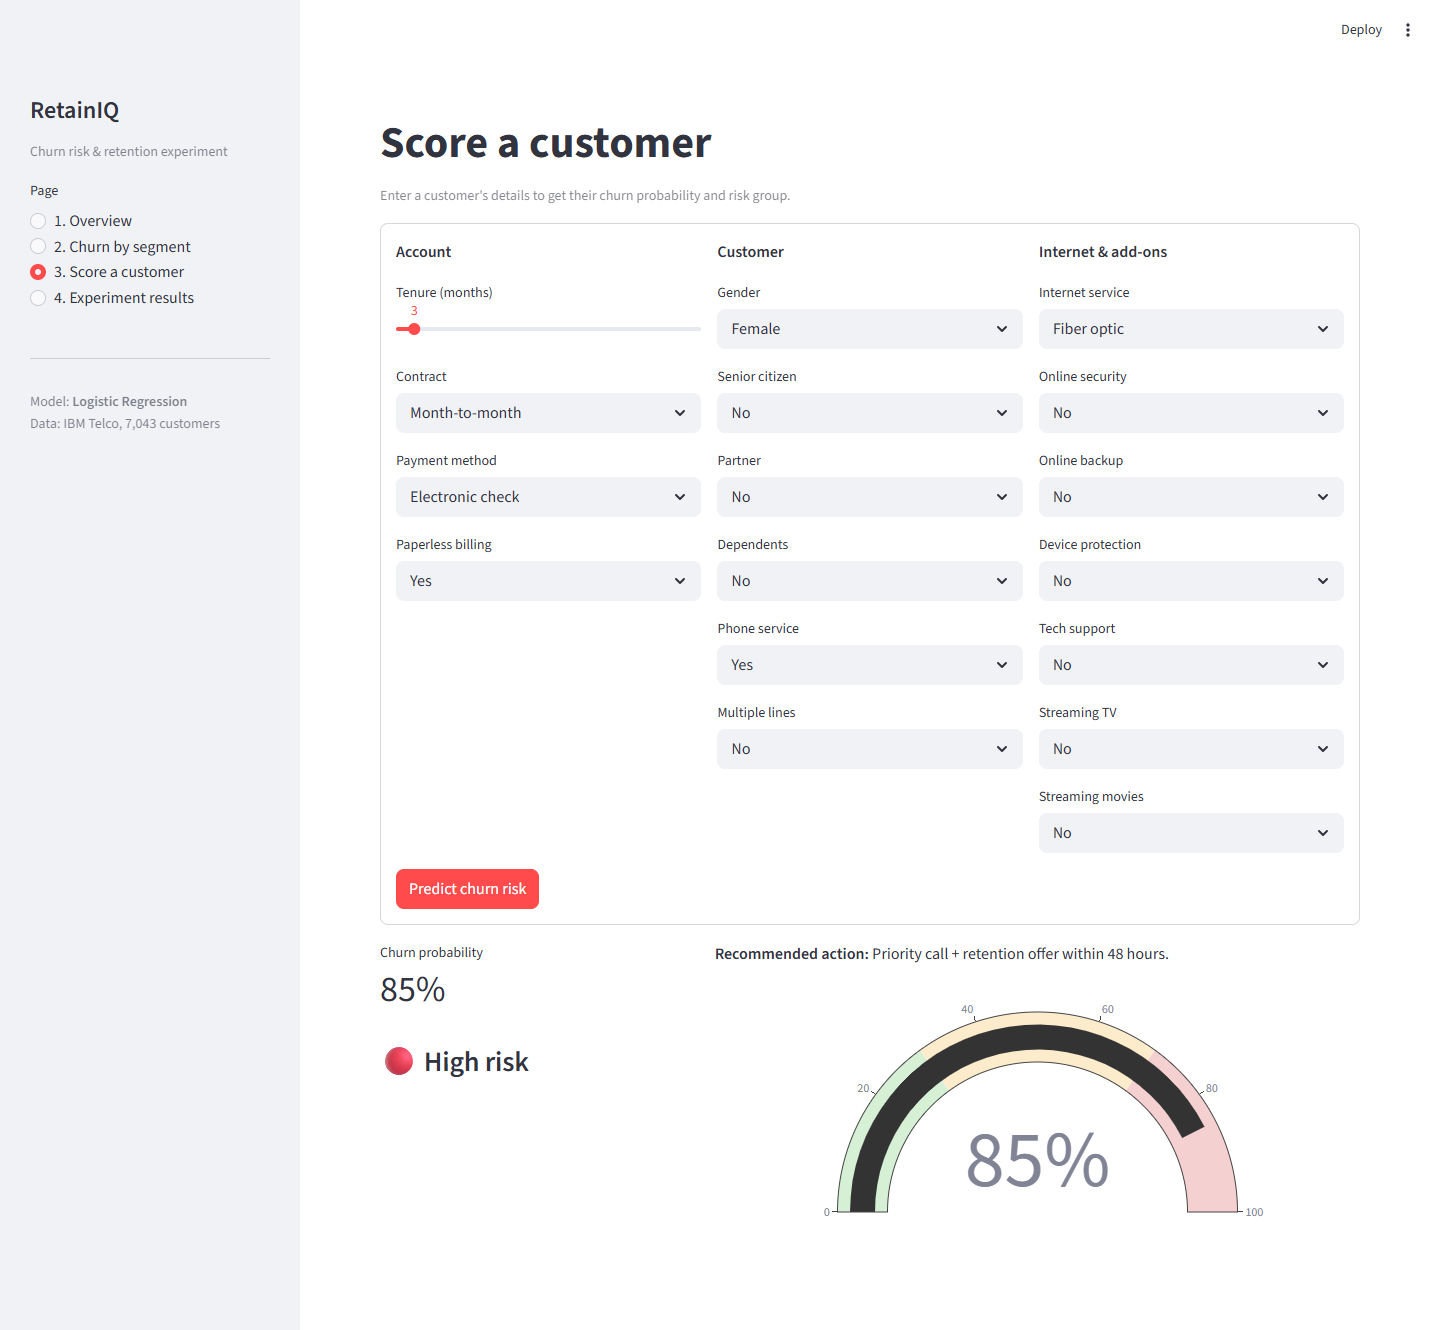 Deploy
RetainIQ
Churn risk & retention experiment
Page
1. Overview
2. Churn by segment
3. Score a customer
4. Experiment results
Model: Logistic Regression
Data: IBM Telco, 7,043 customers
Score a customer
Enter a customer's details to get their churn probability and risk group.
Account
Tenure (months)
3
Contract
Month-to-month
Payment method
Electronic check
Paperless billing
Yes
Customer
Gender
Female
Senior citizen
No
Partner
No
Dependents
No
Phone service
Yes
Multiple lines
No
Internet & add-ons
Internet service
Fiber optic
Online security
No
Online backup
No
Device protection
No
Tech support
No
Streaming TV
No
Streaming movies
No
Predict churn risk
Churn probability
85%
High risk
Recommended action: Priority call + retention offer within 48 hours.
0
20
40
60
80
100
85%